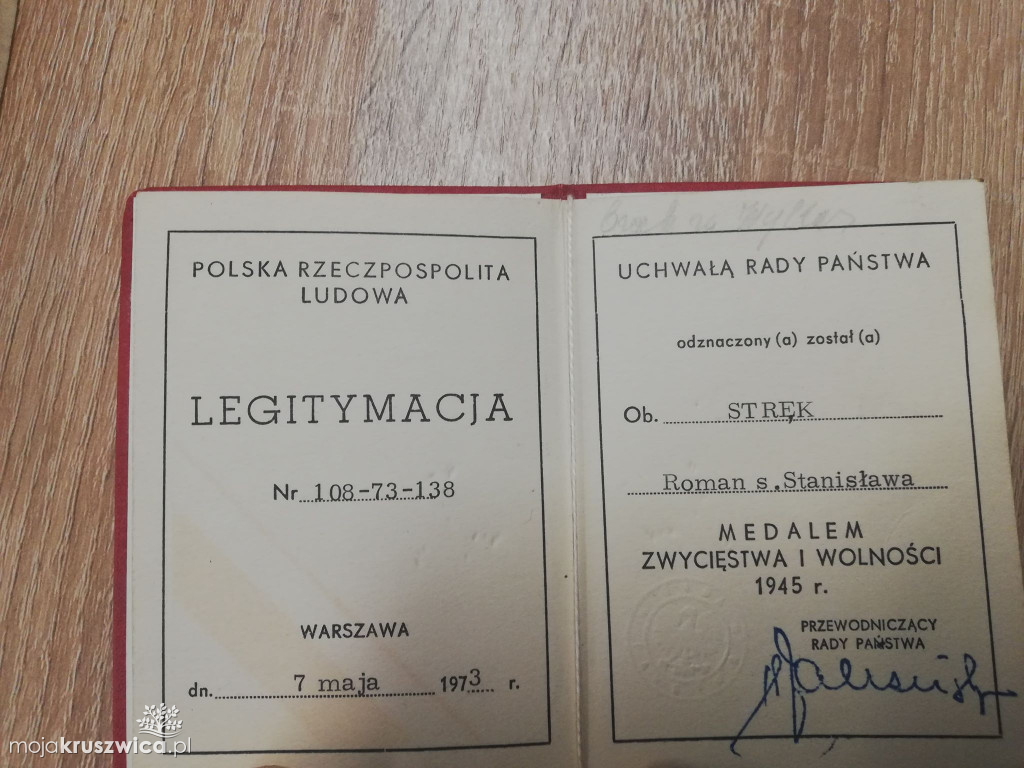 POLSKA RZECZPOSPOLITA
LUDOWA
LEGITYMACJA
Nr 108-73-138
WARSZAWA
dn. 7 maja 1973 r.
UCHWAŁĄ RADY PAŃSTWA
odznaczony (a) został (a)
Ob. STRĘK
Roman s.Stanisława
MEDALEM
ZWYCIĘSTWA I WOLNOŚCI
1945 r.
PRZEWODNICZĄCY
RADY PAŃSTWA
mojakruszwica.pl